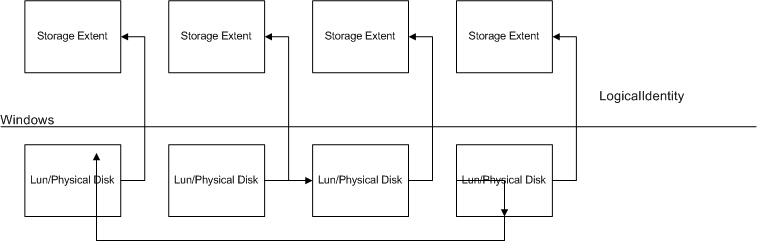 Storage Extent
Storage Extent
Storage Extent
Storage Extent
LogicalIdentity
Windows
Lun/Physical Disk
Lun/Physical Disk
Lun/Physical Disk
Lun/Physical Disk